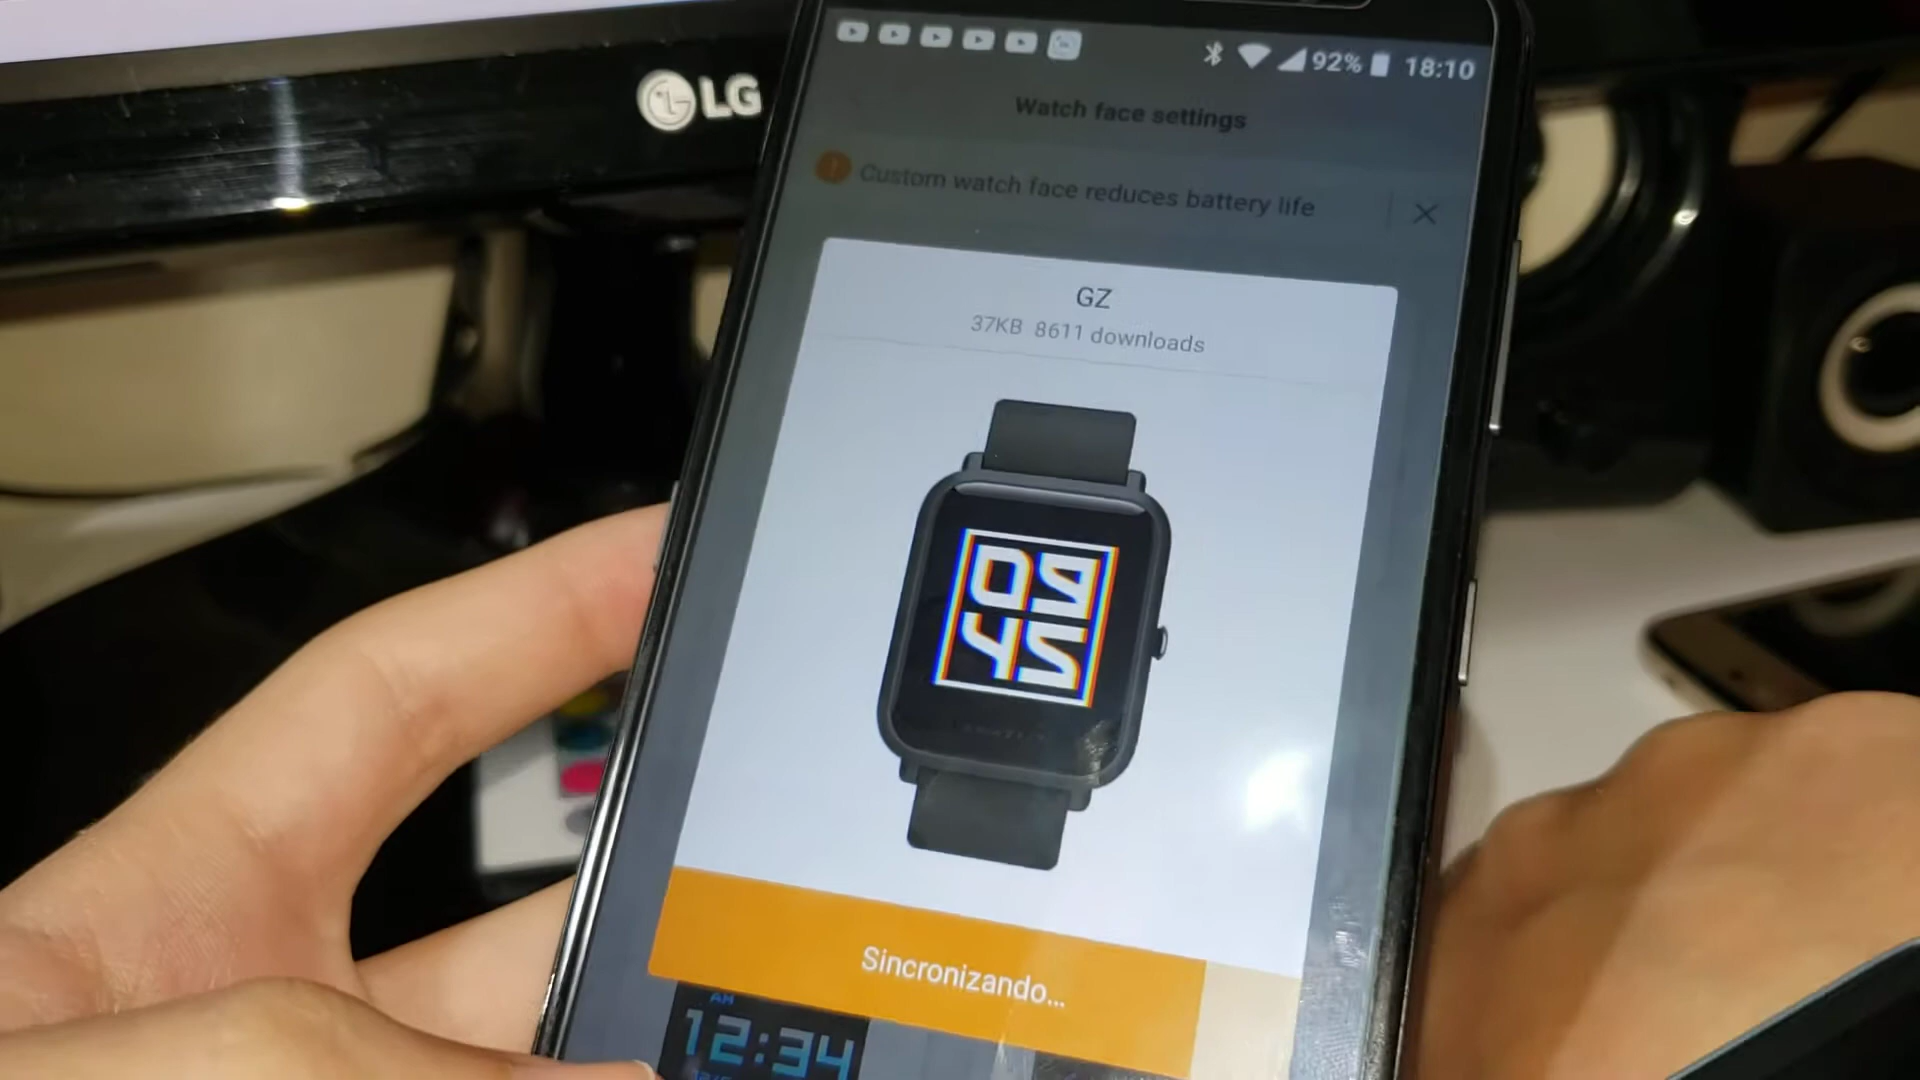 LG
92% 18:10
Watch face settings
Custom watch face reduces battery life
GZ
37KB 8611 downloads
09
45
Sincronizando...
AM
12:34